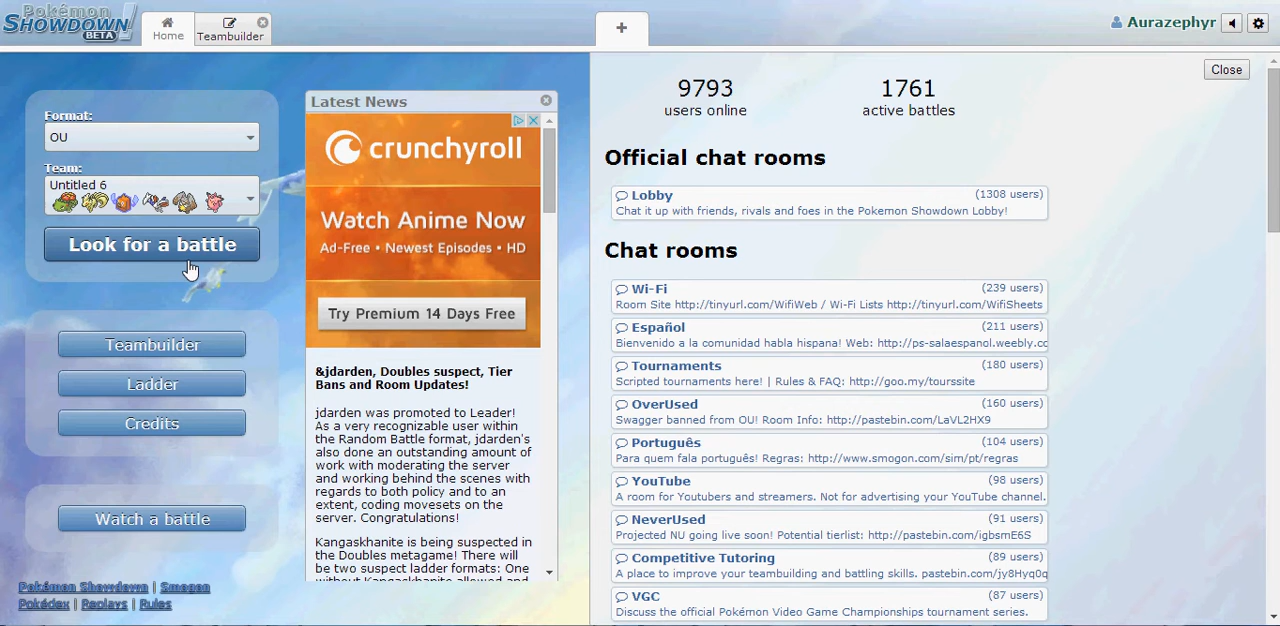 Pokémon
SHOWDOWN!
BETA
Home
Teambuilder
+
Aurazephyr
Format:
OU
Team:
Untitled 6
Look for a battle
Teambuilder
Ladder
Credits
Watch a battle
Pokémon Showdown | Smogon
Pokédex | Replays | Rules
Latest News
crunchyroll
Watch Anime Now
Ad-Free • Newest Episodes • HD
Try Premium 14 Days Free
&jdarden, Doubles suspect, Tier
Bans and Room Updates!
jdarden was promoted to Leader!
As a very recognizable user within
the Random Battle format, jdarden's
also done an outstanding amount of
work with moderating the server
and working behind the scenes with
regards to both policy and to an
extent, coding movesets on the
server. Congratulations!
Kangaskhanite is being suspected in
the Doubles metagame! There will
be two suspect ladder formats: One
without Kangaskhanite allowed and
Close
9793
users online
1761
active battles
Official chat rooms
Lobby (1308 users)
Chat it up with friends, rivals and foes in the Pokemon Showdown Lobby!
Chat rooms
Wi-Fi (239 users)
Room Site http://tinyurl.com/WifiWeb / Wi-Fi Lists http://tinyurl.com/WifiSheets
Español (211 users)
Bienvenido a la comunidad habla hispana! Web: http://ps-salaespanol.weebly.cc
Tournaments (180 users)
Scripted tournaments here! | Rules & FAQ: http://goo.my/tourssite
OverUsed (160 users)
Swagger banned from OU! Room Info: http://pastebin.com/LaVL2HX9
Português (104 users)
Para quem fala português! Regras: http://www.smogon.com/sim/pt/regras
YouTube (98 users)
A room for Youtubers and streamers. Not for advertising your YouTube channel.
NeverUsed (91 users)
Projected NU going live soon! Potential tierlist: http://pastebin.com/igbsmE6S
Competitive Tutoring (89 users)
A place to improve your teambuilding and battling skills. pastebin.com/jy8Hyq0q
VGC (87 users)
Discuss the official Pokémon Video Game Championships tournament series.